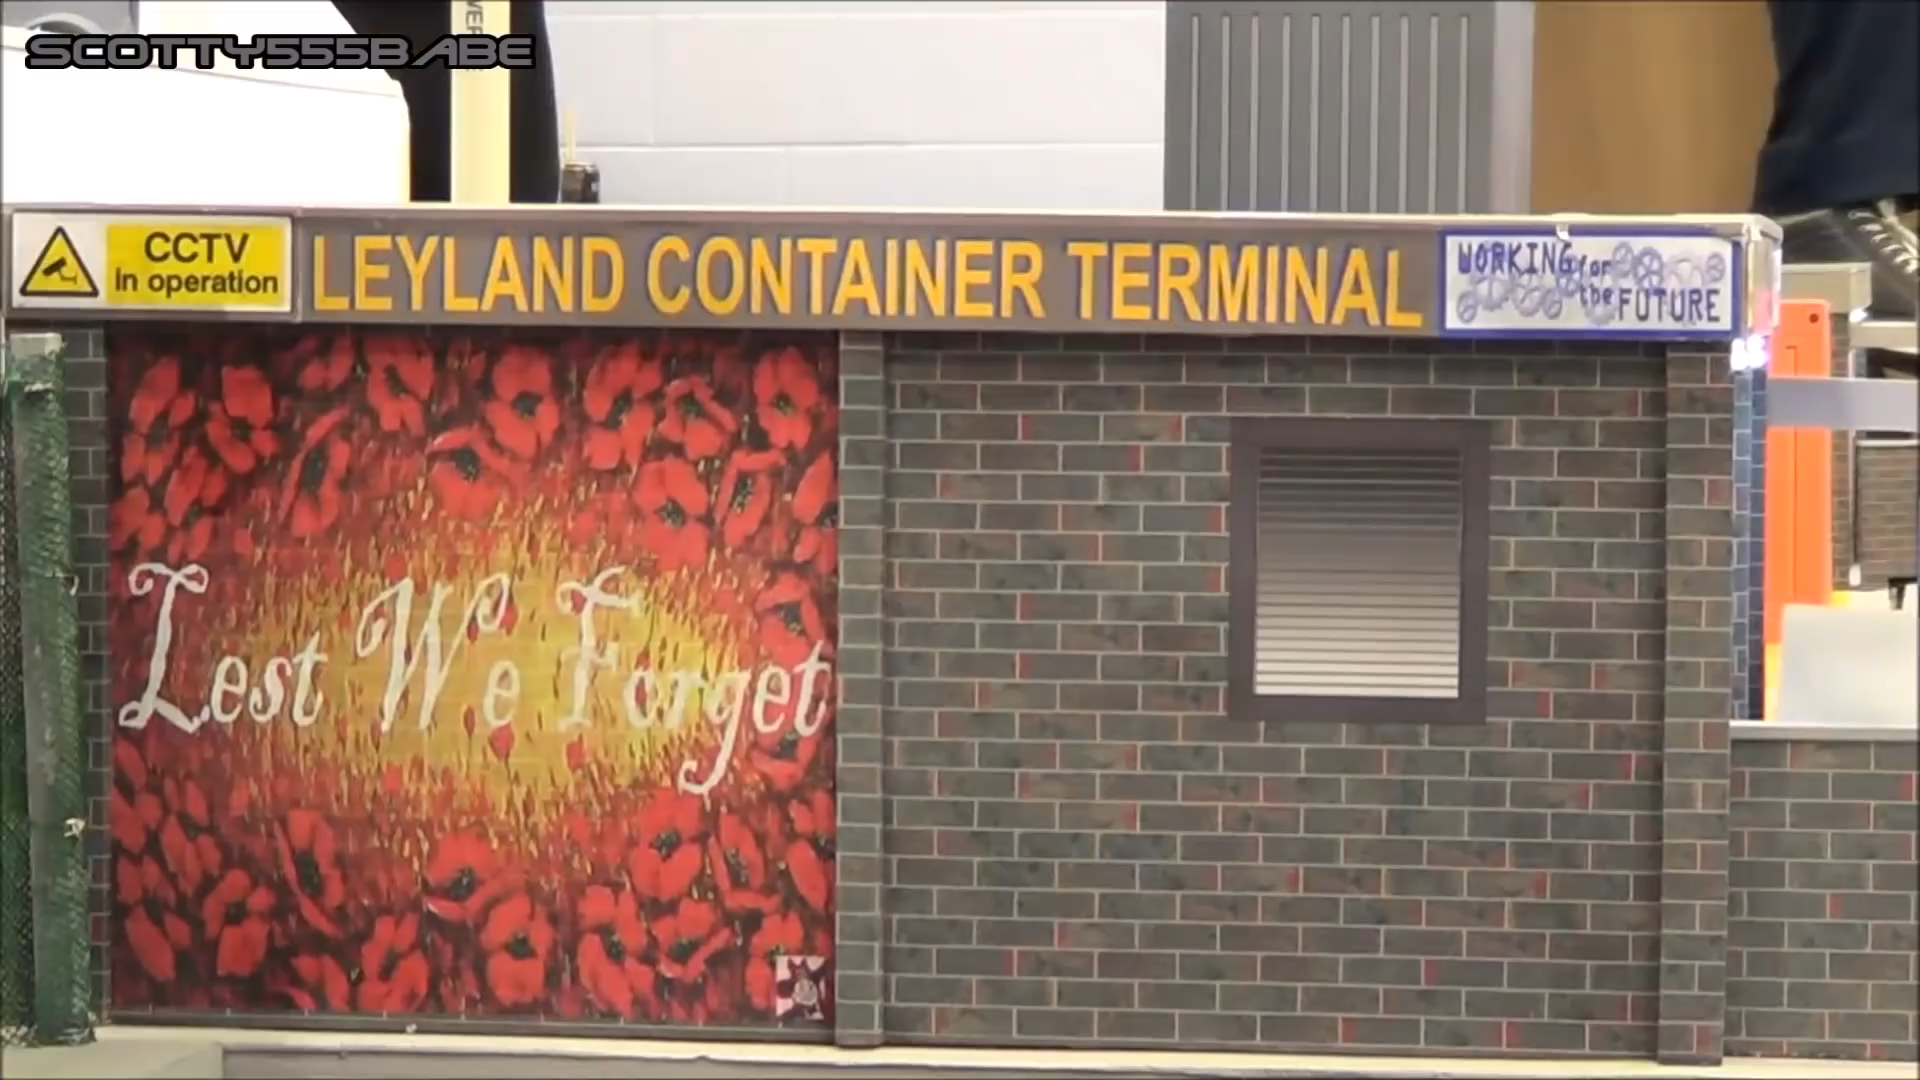 SCOTTY555BABE
CCTV
In operation
LEYLAND CONTAINER TERMINAL
WORKING for
the FUTURE
Lest We Forget